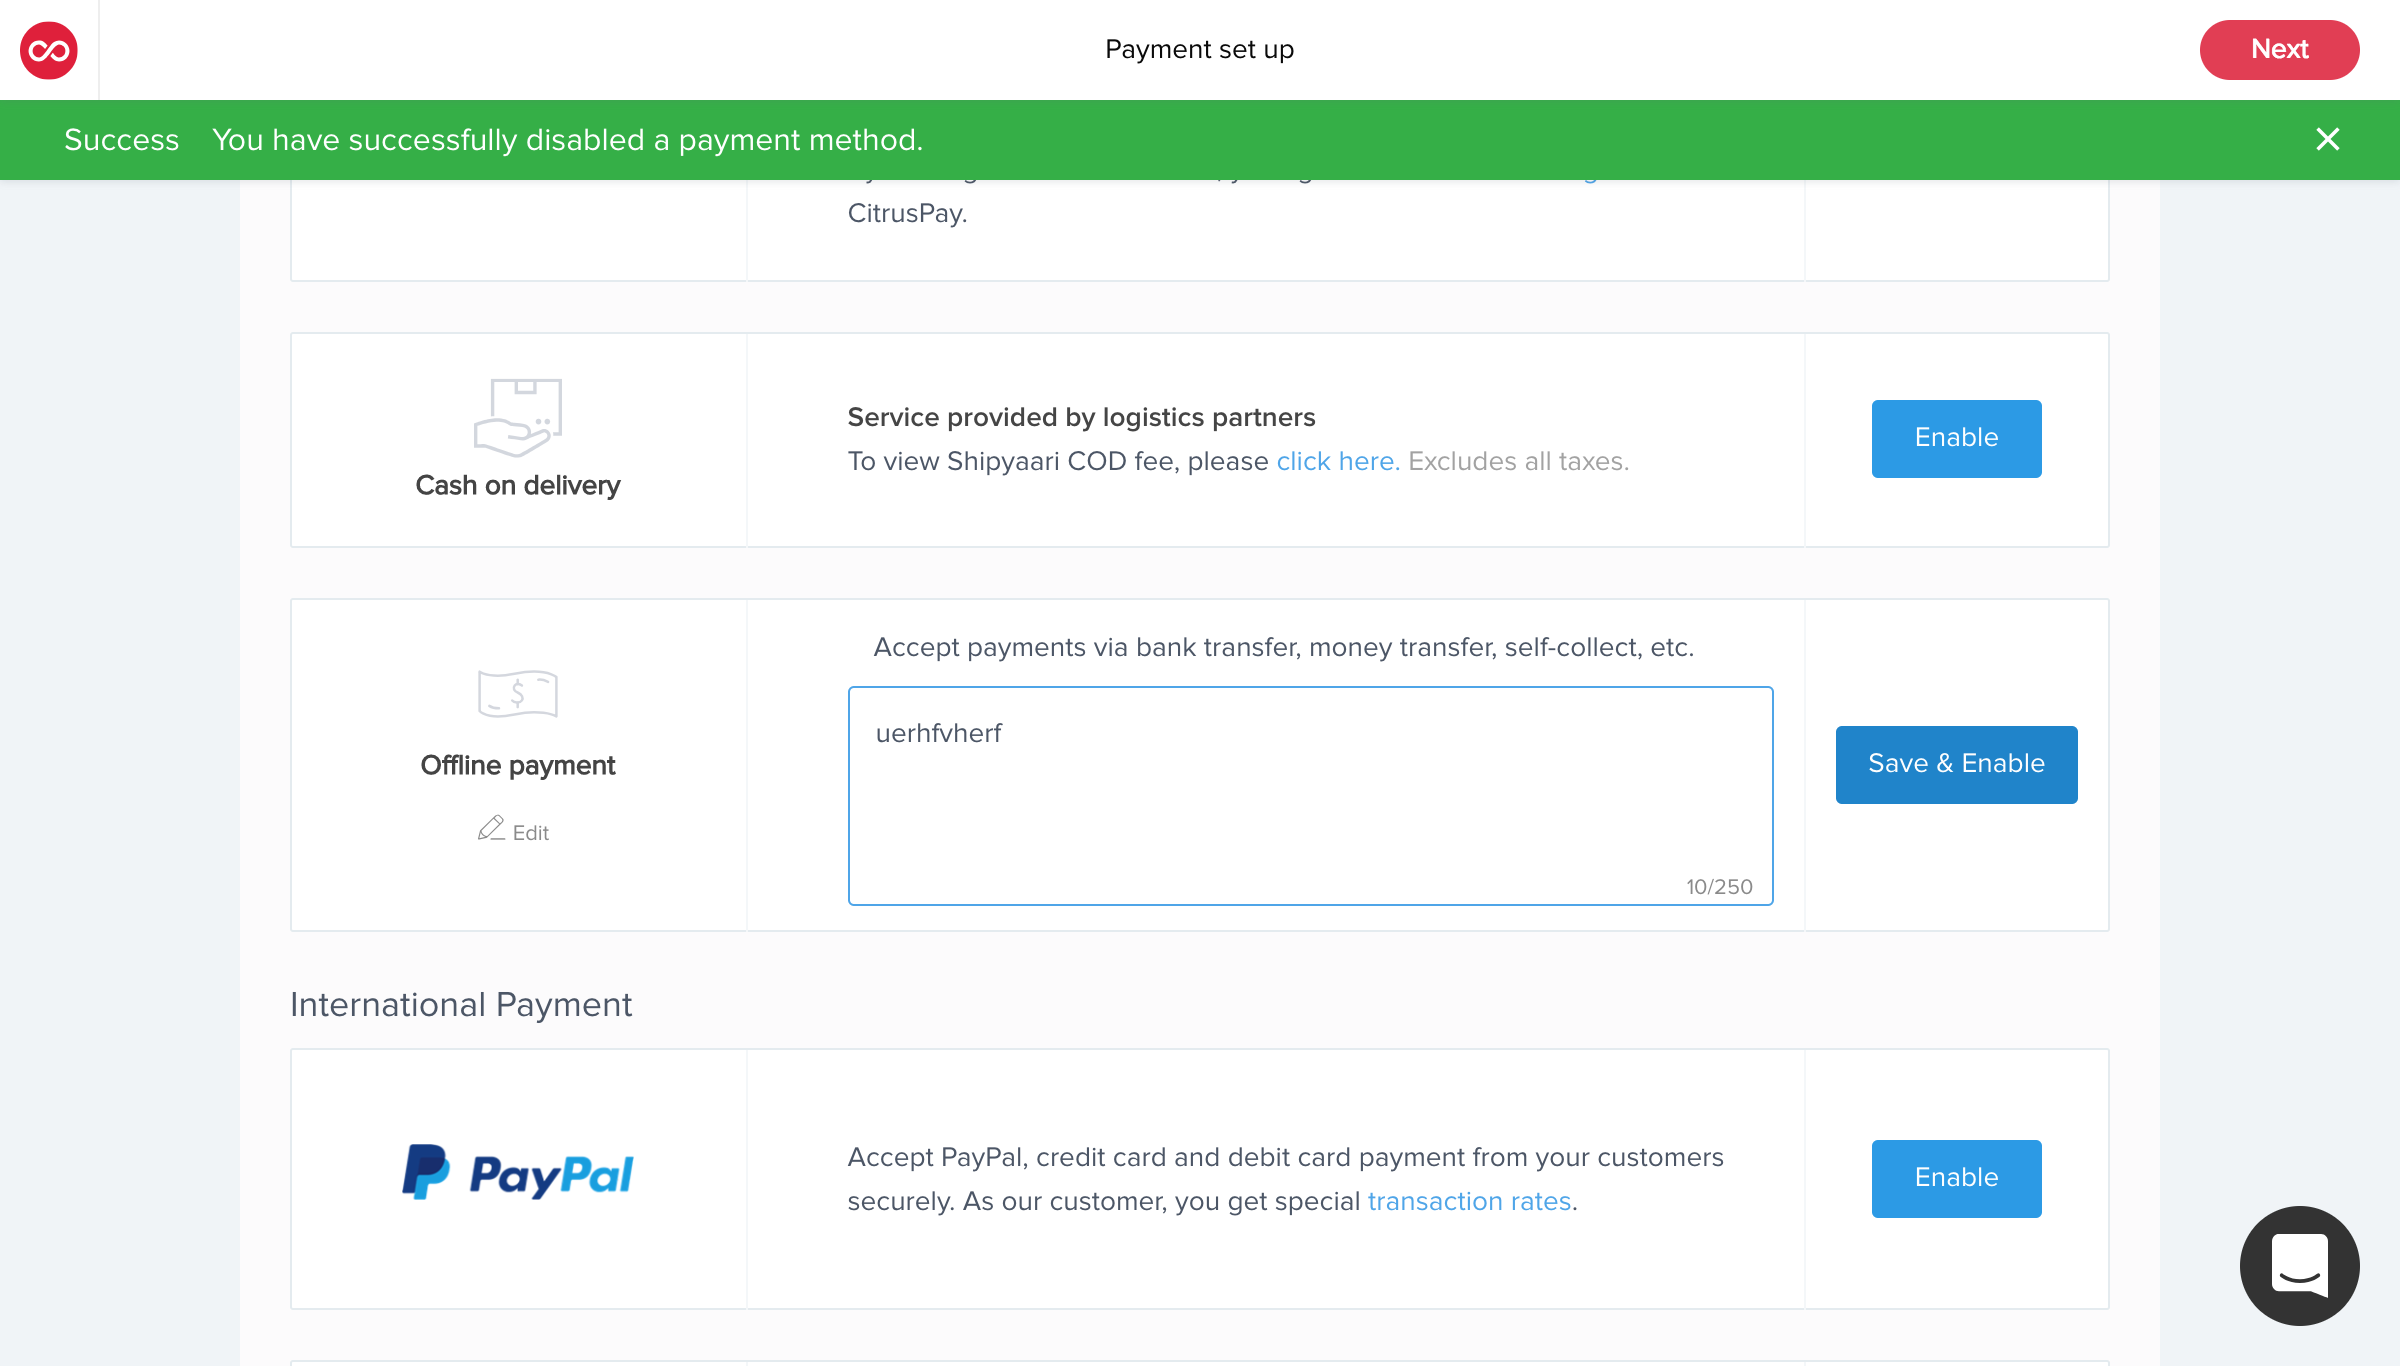 Payment set up
Next
Success You have successfully disabled a payment method.
CitrusPay.
Cash on delivery
Service provided by logistics partners
To view Shipyaari COD fee, please click here. Excludes all taxes.
Enable
Offline payment
Edit
Accept payments via bank transfer, money transfer, self-collect, etc.
uerhfvherf
10/250
Save & Enable
International Payment
PayPal
Accept PayPal, credit card and debit card payment from your customers
securely. As our customer, you get special transaction rates.
Enable